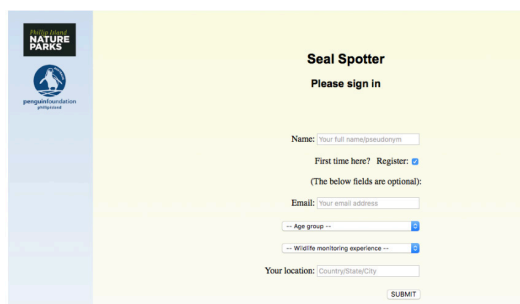 Phillip Island
NATURE
PARKS
penguinfoundation
phillip island
Seal Spotter
Please sign in
Name: Your full name/pseudonym
First time here? Register:
(The below fields are optional):
Email: Your email address
-- Age group --
-- Wildlife monitoring experience --
Your location: Country/State/City
SUBMIT